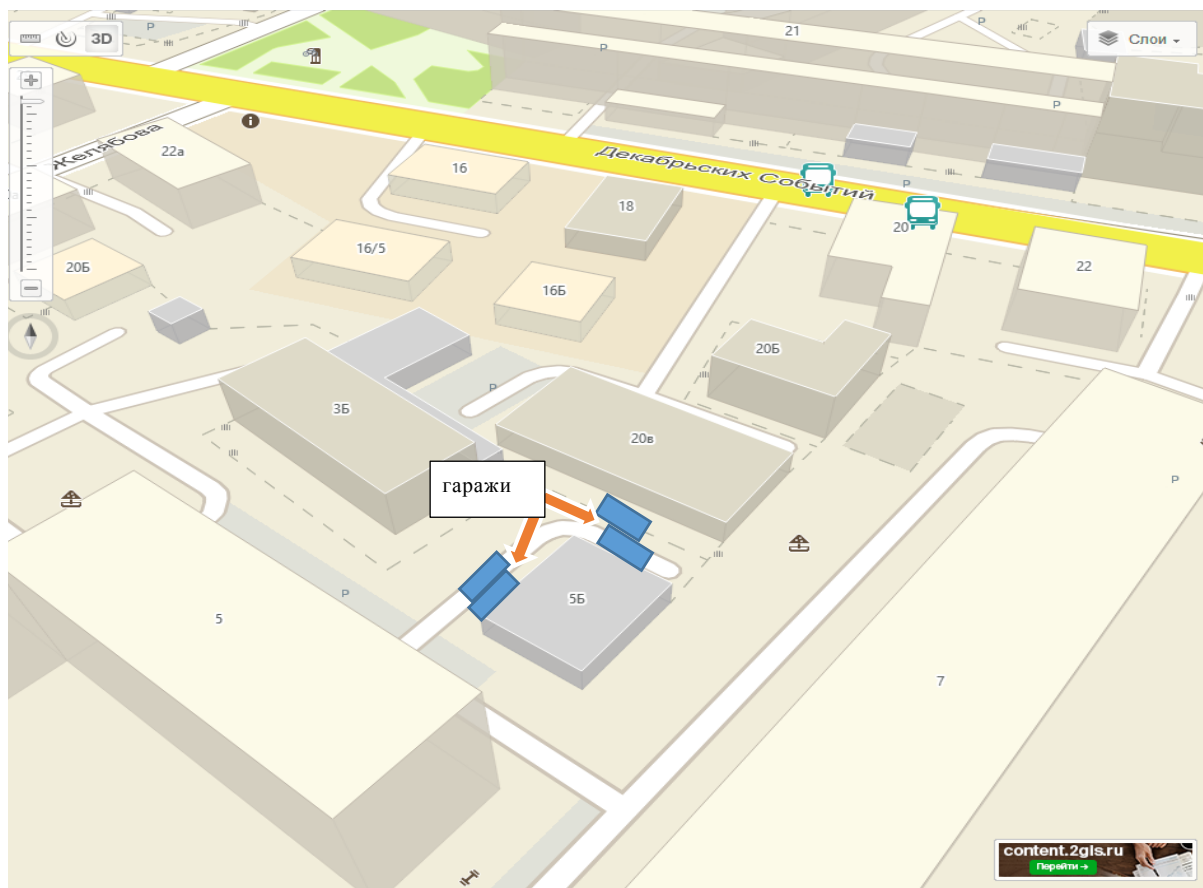 3D
P
21
P
P
Слои
Желябова
22а
16
Декабрьских Событий
P
18
20
16/5
22
20Б
16Б
20Б
P
3Б
20в
гаражи
P
5Б
P
5
7
content.2gis.ru
Перейти →